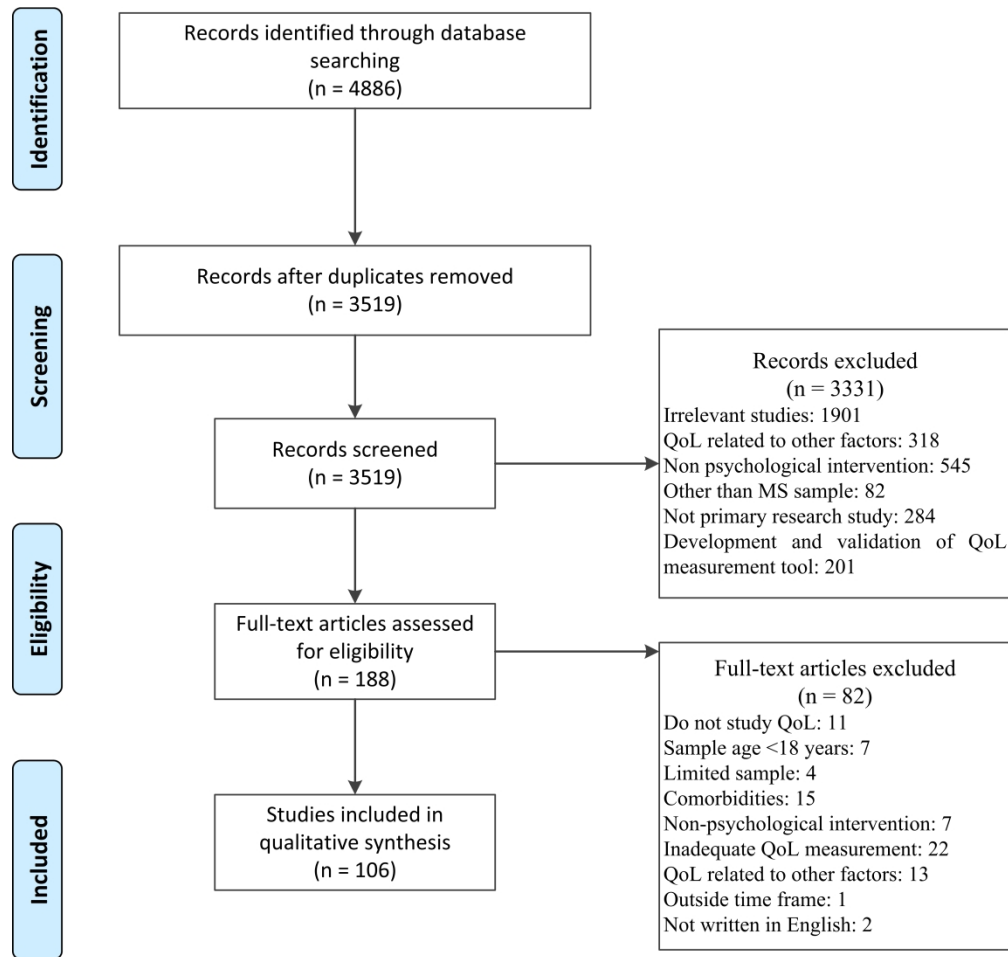 Identification
Records identified through database
searching
(n = 4886)
Screening
Records after duplicates removed
(n = 3519)
Records screened
(n = 3519)
Records excluded
(n = 3331)
Irrelevant studies: 1901
QoL related to other factors: 318
Non psychological intervention: 545
Other than MS sample: 82
Not primary research study: 284
Development and validation of QoL
measurement tool: 201
Eligibility
Full-text articles assessed
for eligibility
(n = 188)
Full-text articles excluded
(n = 82)
Do not study QoL: 11
Sample age <18 years: 7
Limited sample: 4
Comorbidities: 15
Non-psychological intervention: 7
Inadequate QoL measurement: 22
QoL related to other factors: 13
Outside time frame: 1
Not written in English: 2
Included
Studies included in
qualitative synthesis
(n = 106)